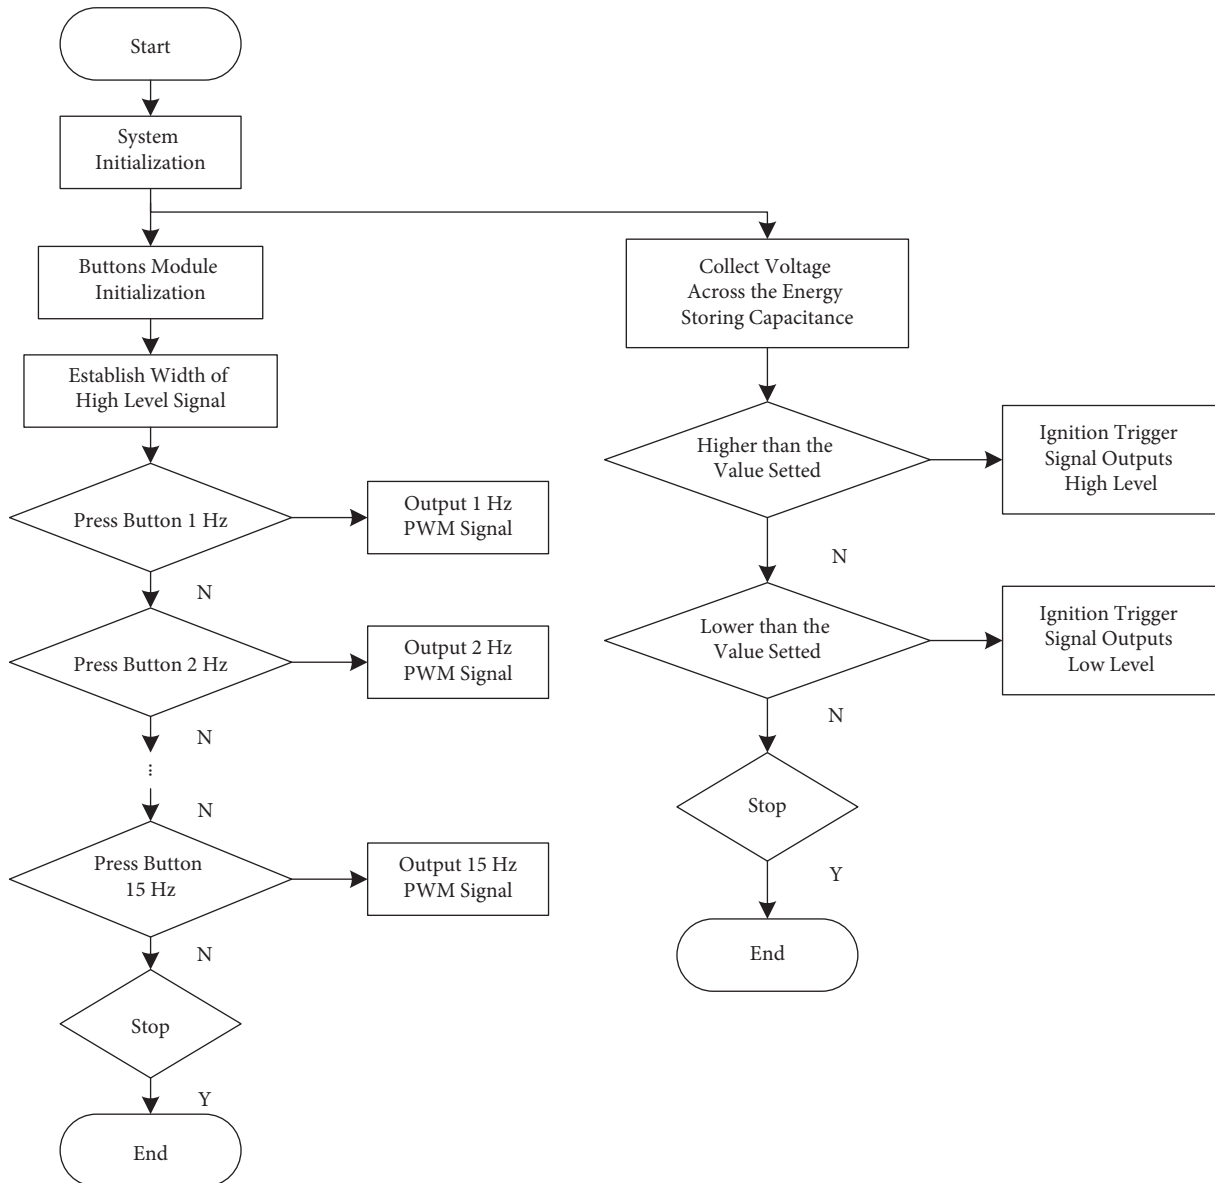 Start
System
Initialization
Buttons Module
Initialization
Establish Width of
High Level Signal
Press Button 1 Hz
Output 1 Hz
PWM Signal
N
Press Button 2 Hz
Output 2 Hz
PWM Signal
N
...
N
Press Button
15 Hz
Output 15 Hz
PWM Signal
N
Stop
Y
End
Collect Voltage
Across the Energy
Storing Capacitance
Higher than the
Value Setted
Ignition Trigger
Signal Outputs
High Level
N
Lower than the
Value Setted
Ignition Trigger
Signal Outputs
Low Level
N
Stop
Y
End